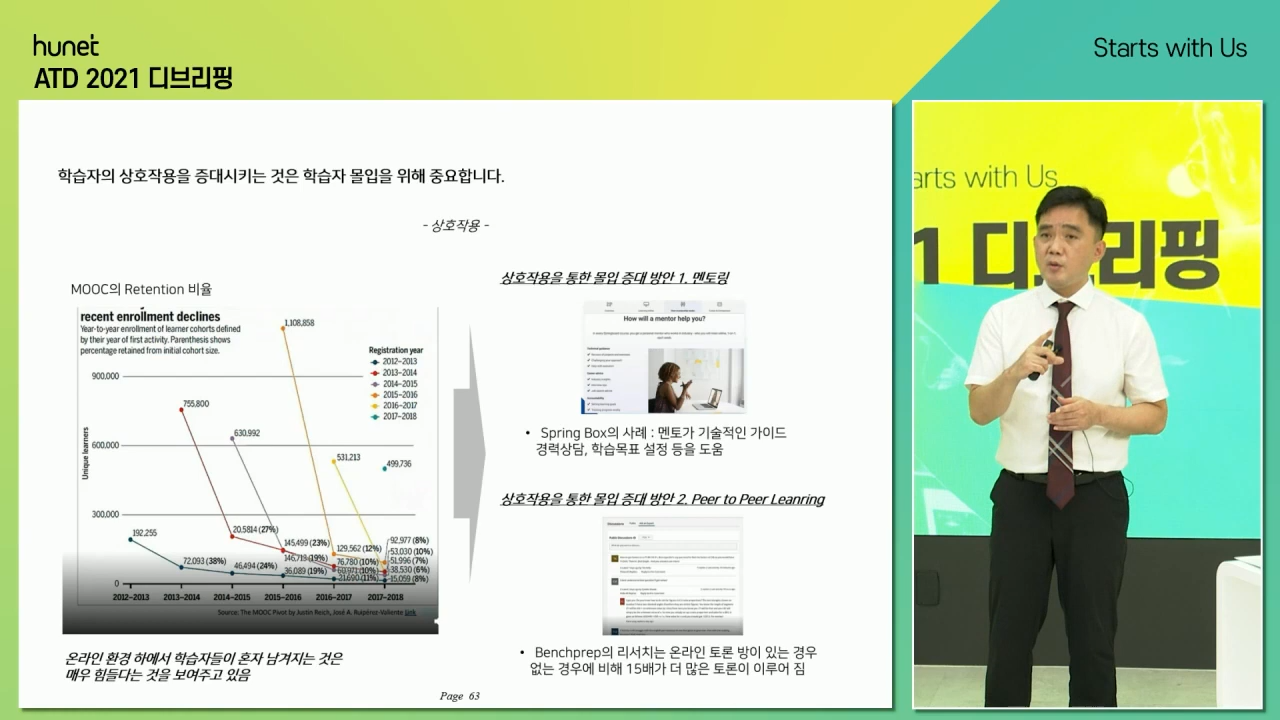 hunet
ATD 2021 디브리핑
Starts with Us
학습자의 상호작용을 증대시키는 것은 학습자 몰입을 위해 중요합니다.
- 상호작용 -
MOOC의 Retention 비율
recent enrollment declines
Year-to-year enrollment of learner cohorts defined
by their year of first activity. Parenthesis shows
percentage retained from initial cohort size.
1,108,858
Registration year
2012–2013
2013–2014
2014–2015
2015–2016
2016–2017
2017–2018
900,000
755,800
630,992
600,000
531,213
499,736
Unique learners
300,000
192,255
20,5814 (27%)
145,499 (23%)
129,562 (12%)
92,977 (8%)
53,030 (10%)
72,093 (38%)
46,494 (24%)
146,713 (19%)
76,780 (10%)
51,996 (7%)
36,089 (19%)
38,530 (6%)
21,690 (11%)
15,059 (8%)
0
2012–2013 2013–2014 2014–2015 2015–2016 2016–2017 2017–2018
Source: The MOOC Pivot by Justin Reich, José A. Ruipérez-Valiente Link
온라인 환경 하에서 학습자들이 혼자 남겨지는 것은
매우 힘들다는 것을 보여주고 있음
상호작용을 통한 몰입 증대 방안 1. 멘토링
How will a mentor help you?
• Spring Box의 사례 : 멘토가 기술적인 가이드
경력상담, 학습목표 설정 등을 도움
상호작용을 통한 몰입 증대 방안 2. Peer to Peer Leanring
• Benchprep의 리서치는 온라인 토론 방이 있는 경우
없는 경우에 비해 15배가 더 많은 토론이 이루어 짐
Page 63
arts with Us
1 디브리핑